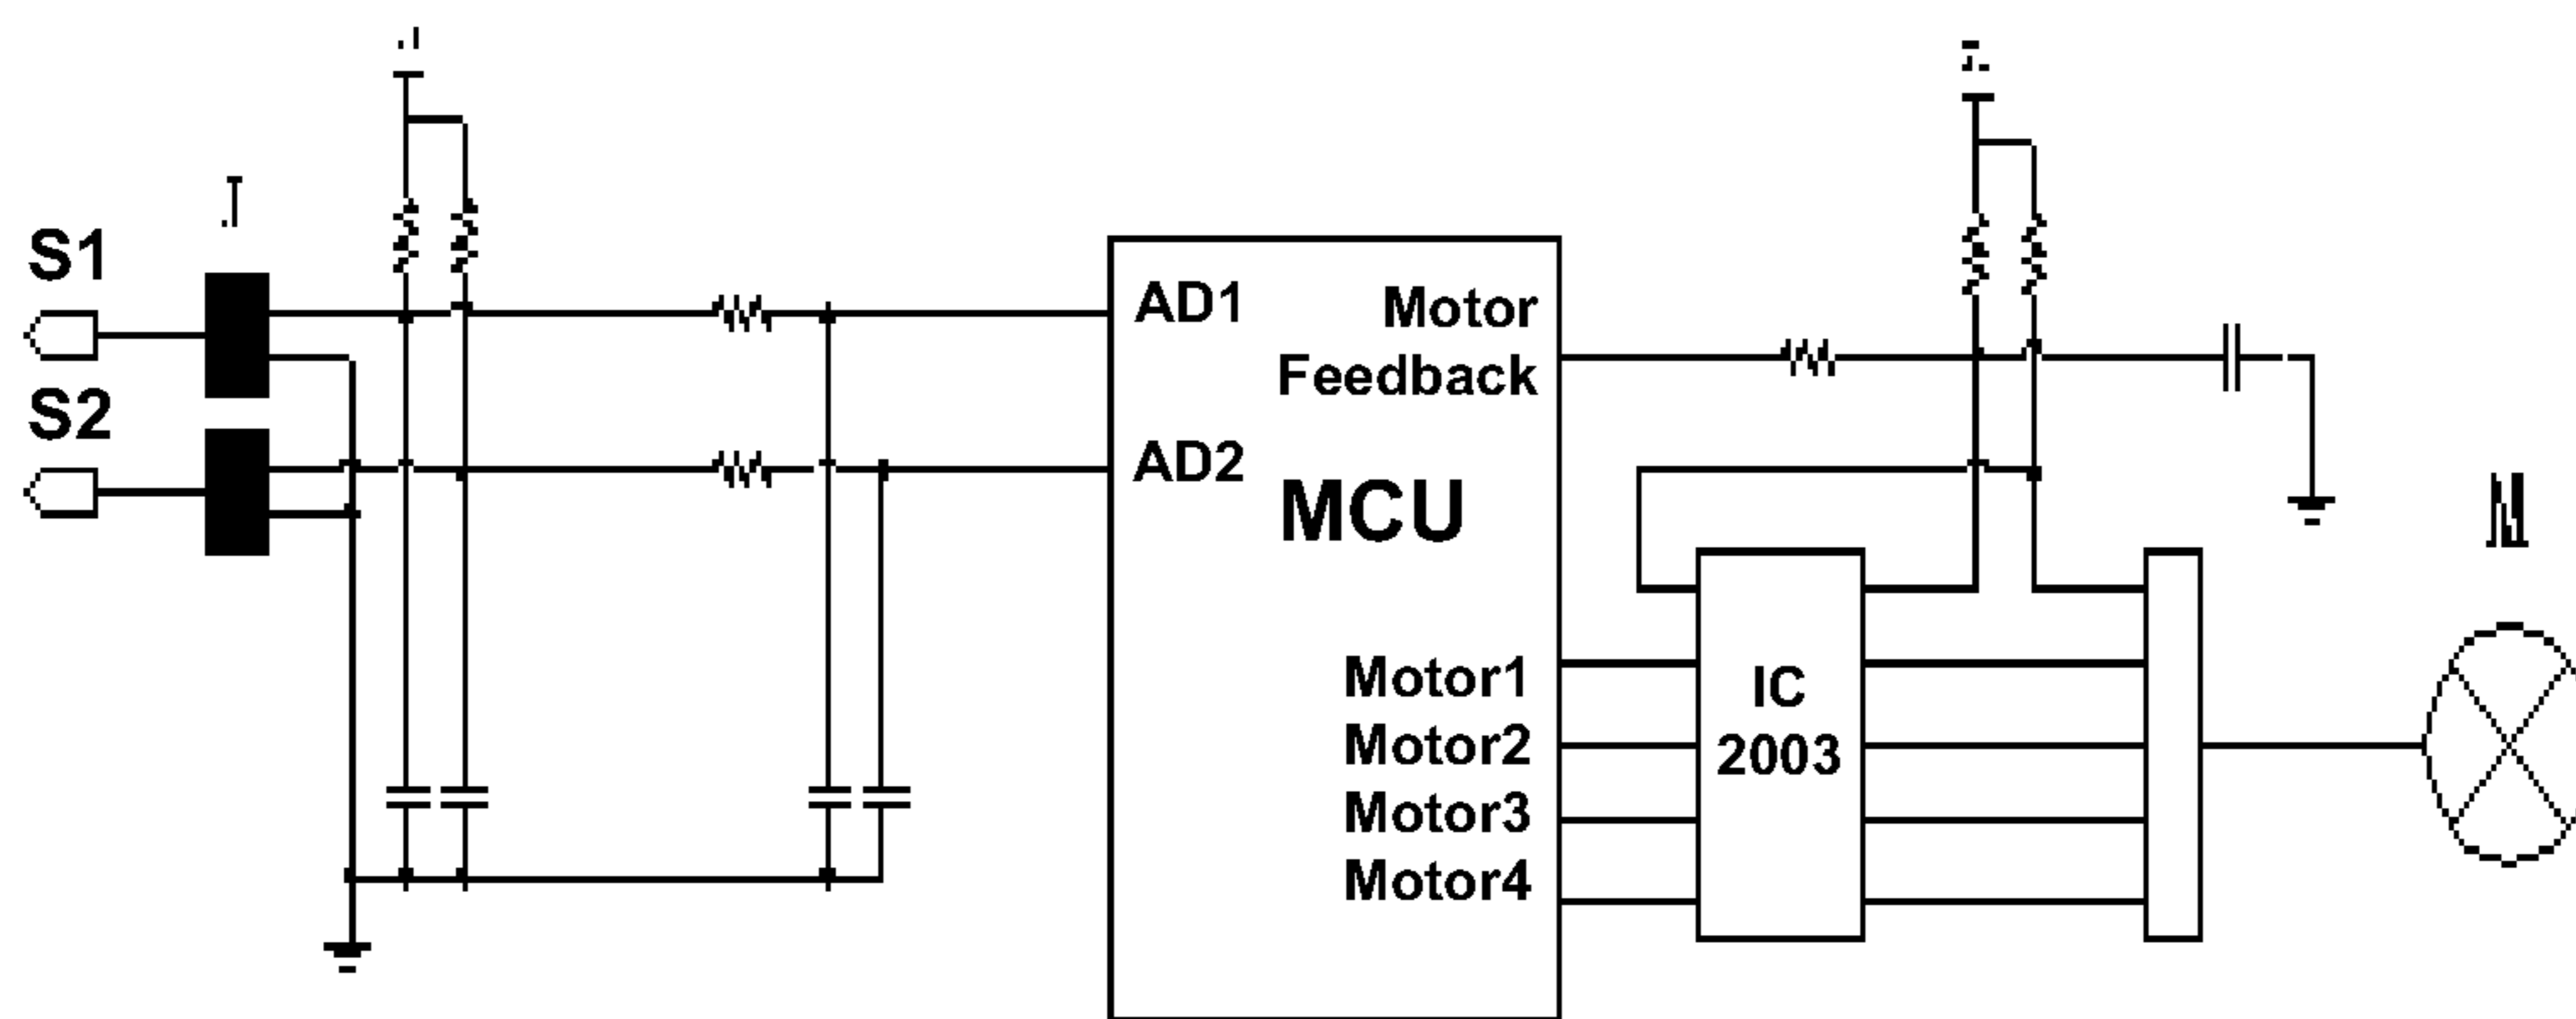 S1
S2
AD1
AD2
Motor
Feedback
MCU
Motor1
Motor2
Motor3
Motor4
IC
2003